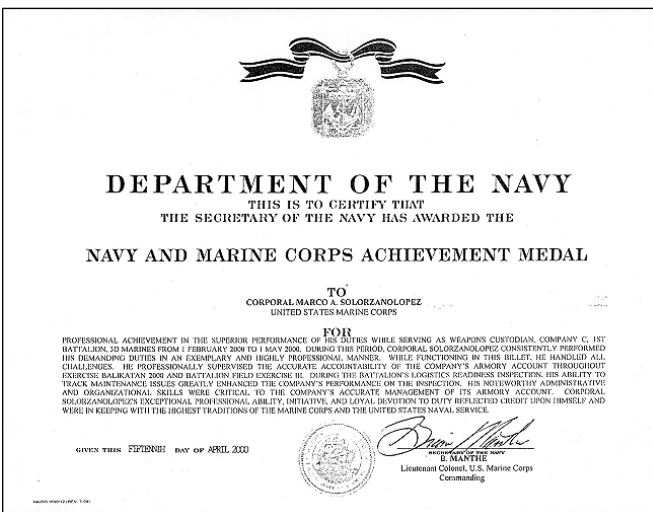 DEPARTMENT OF THE NAVY
THIS IS TO CERTIFY THAT
THE SECRETARY OF THE NAVY HAS AWARDED THE
NAVY AND MARINE CORPS ACHIEVEMENT MEDAL
TO
CORPORAL MARCO A. SOLORZANOLOPEZ
UNITED STATES MARINE CORPS
FOR
PROFESSIONAL ACHIEVEMENT IN THE SUPERIOR PERFORMANCE OF HIS DUTIES WHILE SERVING AS WEAPONS CUSTODIAN, COMPANY C, 1ST
BATTALION, 3D MARINES FROM 1 FEBRUARY 2000 TO 1 MAY 2000. DURING THIS PERIOD, CORPORAL SOLORZANOLOPEZ CONSISTENTLY PERFORMED
HIS DEMANDING DUTIES IN AN EXEMPLARY AND HIGHLY PROFESSIONAL MANNER. WHILE FUNCTIONING IN THIS BILLET, HE HANDLED ALL
CHALLENGES. HE PROFESSIONALLY SUPERVISED THE ACCURATE ACCOUNTABILITY OF THE COMPANY'S ARMORY ACCOUNT THROUGHOUT
EXERCISE BALIKATAN 2000 AND BATTALION FIELD EXERCISE III. DURING THE BATTALION'S LOGISTICS READINESS INSPECTION, HIS ABILITY TO
TRACK MAINTENANCE ISSUES GREATLY ENHANCED THE COMPANY'S PERFORMANCE ON THE INSPECTION. HIS NOTEWORTHY ADMINISTRATIVE
AND ORGANIZATIONAL SKILLS WERE CRITICAL TO THE COMPANY'S ACCURATE MANAGEMENT OF ITS ARMORY ACCOUNT. CORPORAL
SOLORZANOLOPEZ'S EXCEPTIONAL PROFESSIONAL ABILITY, INITIATIVE, AND LOYAL DEVOTION TO DUTY REFLECTED CREDIT UPON HIMSELF AND
WERE IN KEEPING WITH THE HIGHEST TRADITIONS OF THE MARINE CORPS AND THE UNITED STATES NAVAL SERVICE.
GIVEN THIS FIFTEENTH DAY OF APRIL 2000
SECRETARY OF THE NAVY
B. MANTHE
Lieutenant Colonel, U.S. Marine Corps
Commanding